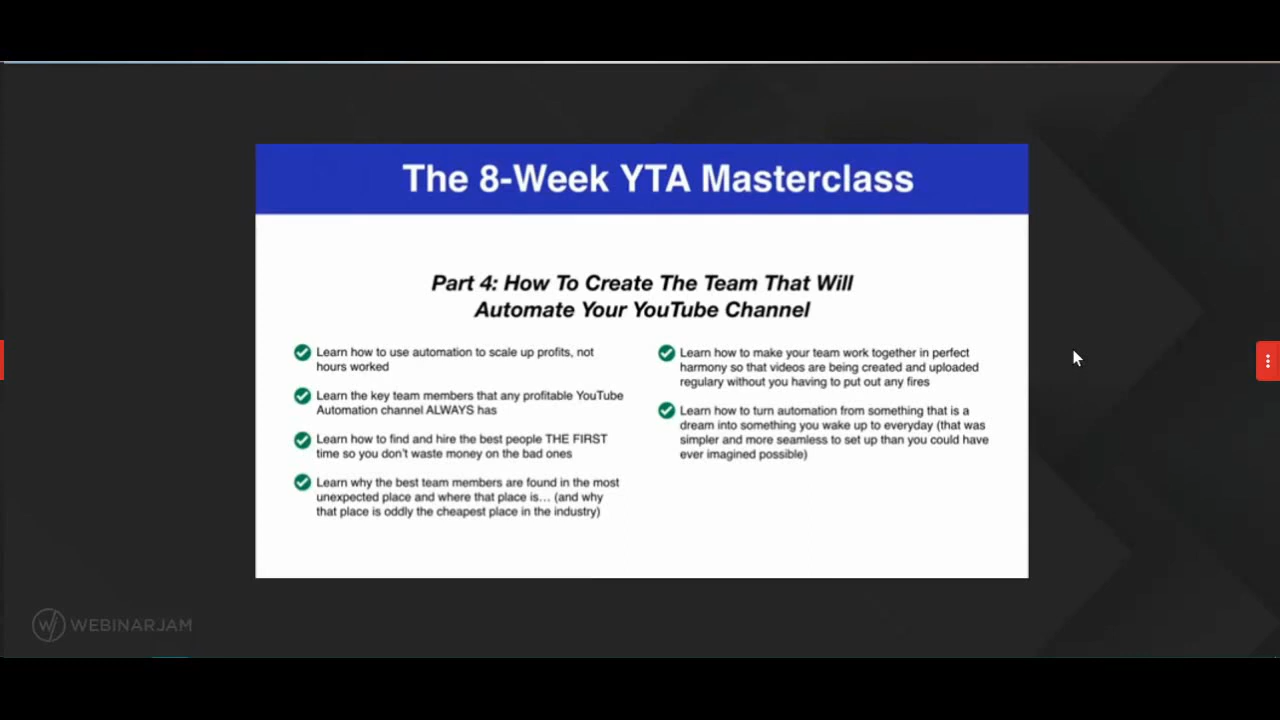 The 8-Week YTA Masterclass
Part 4: How To Create The Team That Will
Automate Your YouTube Channel
Learn how to use automation to scale up profits, not
hours worked
Learn the key team members that any profitable YouTube
Automation channel ALWAYS has
Learn how to find and hire the best people THE FIRST
time so you don't waste money on the bad ones
Learn why the best team members are found in the most
unexpected place and where that place is... (and why
that place is oddly the cheapest place in the industry)
Learn how to make your team work together in perfect
harmony so that videos are being created and uploaded
regulary without you having to put out any fires
Learn how to turn automation from something that is a
dream into something you wake up to everyday (that was
simpler and more seamless to set up than you could have
ever imagined possible)
WEBINARJAM